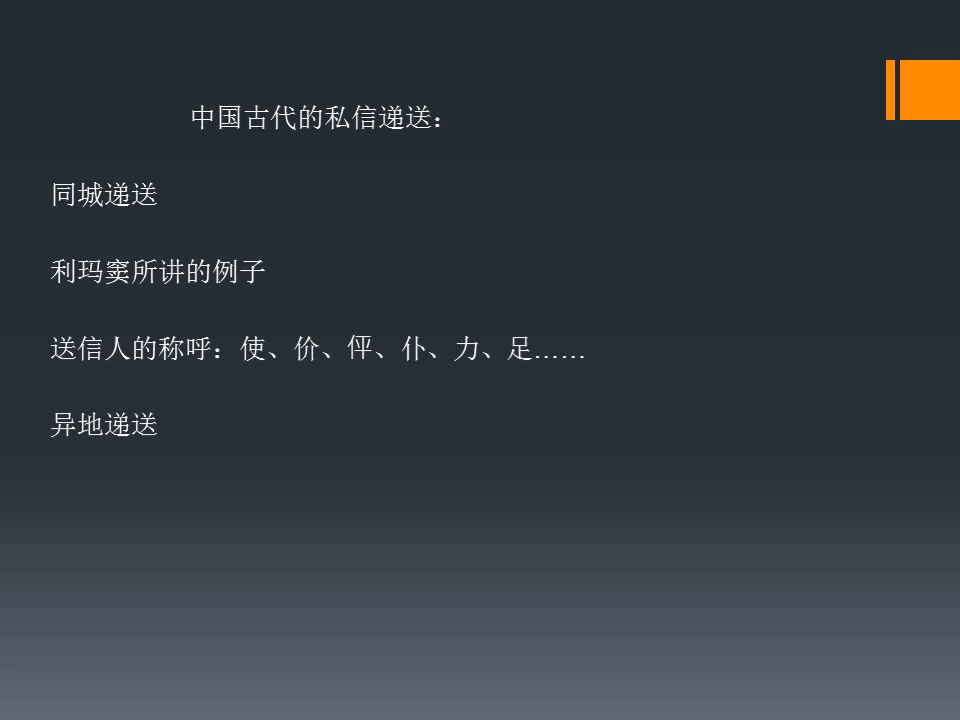 中国古代的私信递送：
同城递送
利玛窦所讲的例子
送信人的称呼：使、价、伻、仆、力、足……
异地递送